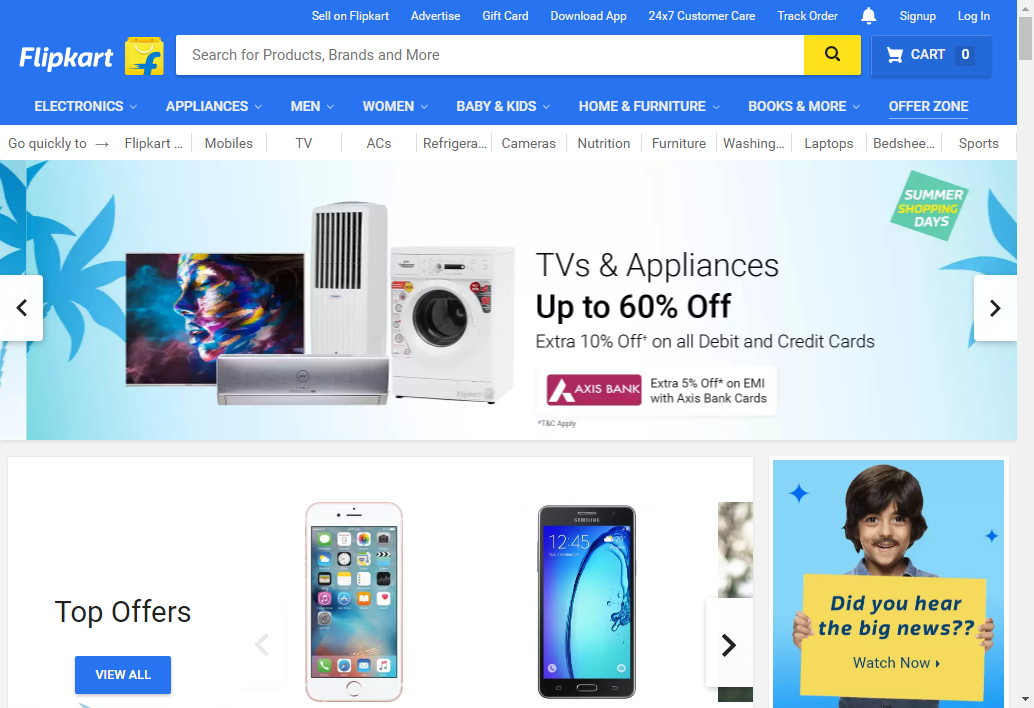 Sell on Flipkart Advertise Gift Card Download App 24x7 Customer Care Track Order Signup Log In
Flipkart
Search for Products, Brands and More
CART 0
ELECTRONICS APPLIANCES MEN WOMEN BABY & KIDS HOME & FURNITURE BOOKS & MORE OFFER ZONE
Go quickly to → Flipkart ... Mobiles TV ACs Refrigera... Cameras Nutrition Furniture Washing... Laptops Bedshee... Sports
SUMMER
SHOPPING
DAYS
TVs & Appliances
Up to 60% Off
Extra 10% Off* on all Debit and Credit Cards
AXIS BANK
Extra 5% Off* on EMI
with Axis Bank Cards
*T&C Apply
Flipkart
Top Offers
VIEW ALL
SAMSUNG
12:45
Did you hear
the big news??
Watch Now